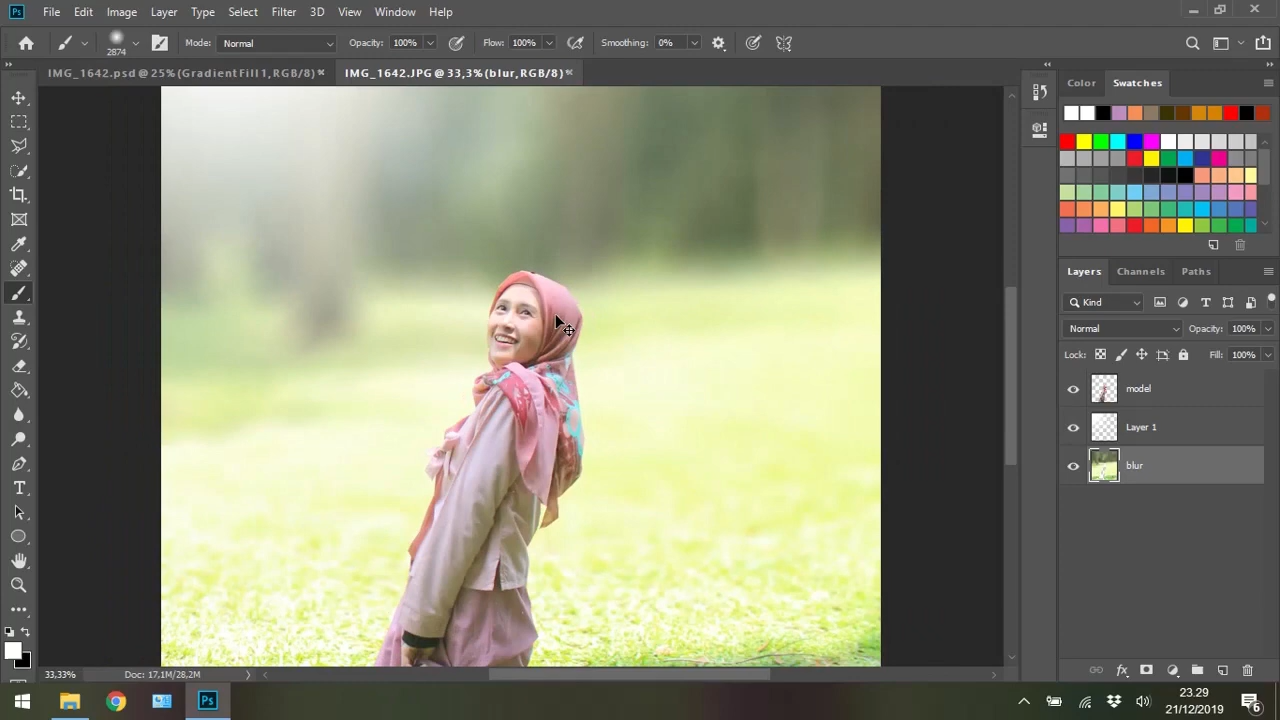 Ps File Edit Image Layer Type Select Filter 3D View Window Help
2874 Mode: Normal Opacity: 100% Flow: 100% Smoothing: 0%
IMG_1642.psd @ 25% (Gradient Fill 1, RGB/8) * IMG_1642.JPG @ 33,3% (blur, RGB/8) *
Color Swatches
Layers Channels Paths
Kind
Normal Opacity: 100%
Lock: Fill: 100%
model
Layer 1
blur
33,33% Doc: 17,1M/28,2M
Ps
23.29
21/12/2019
6